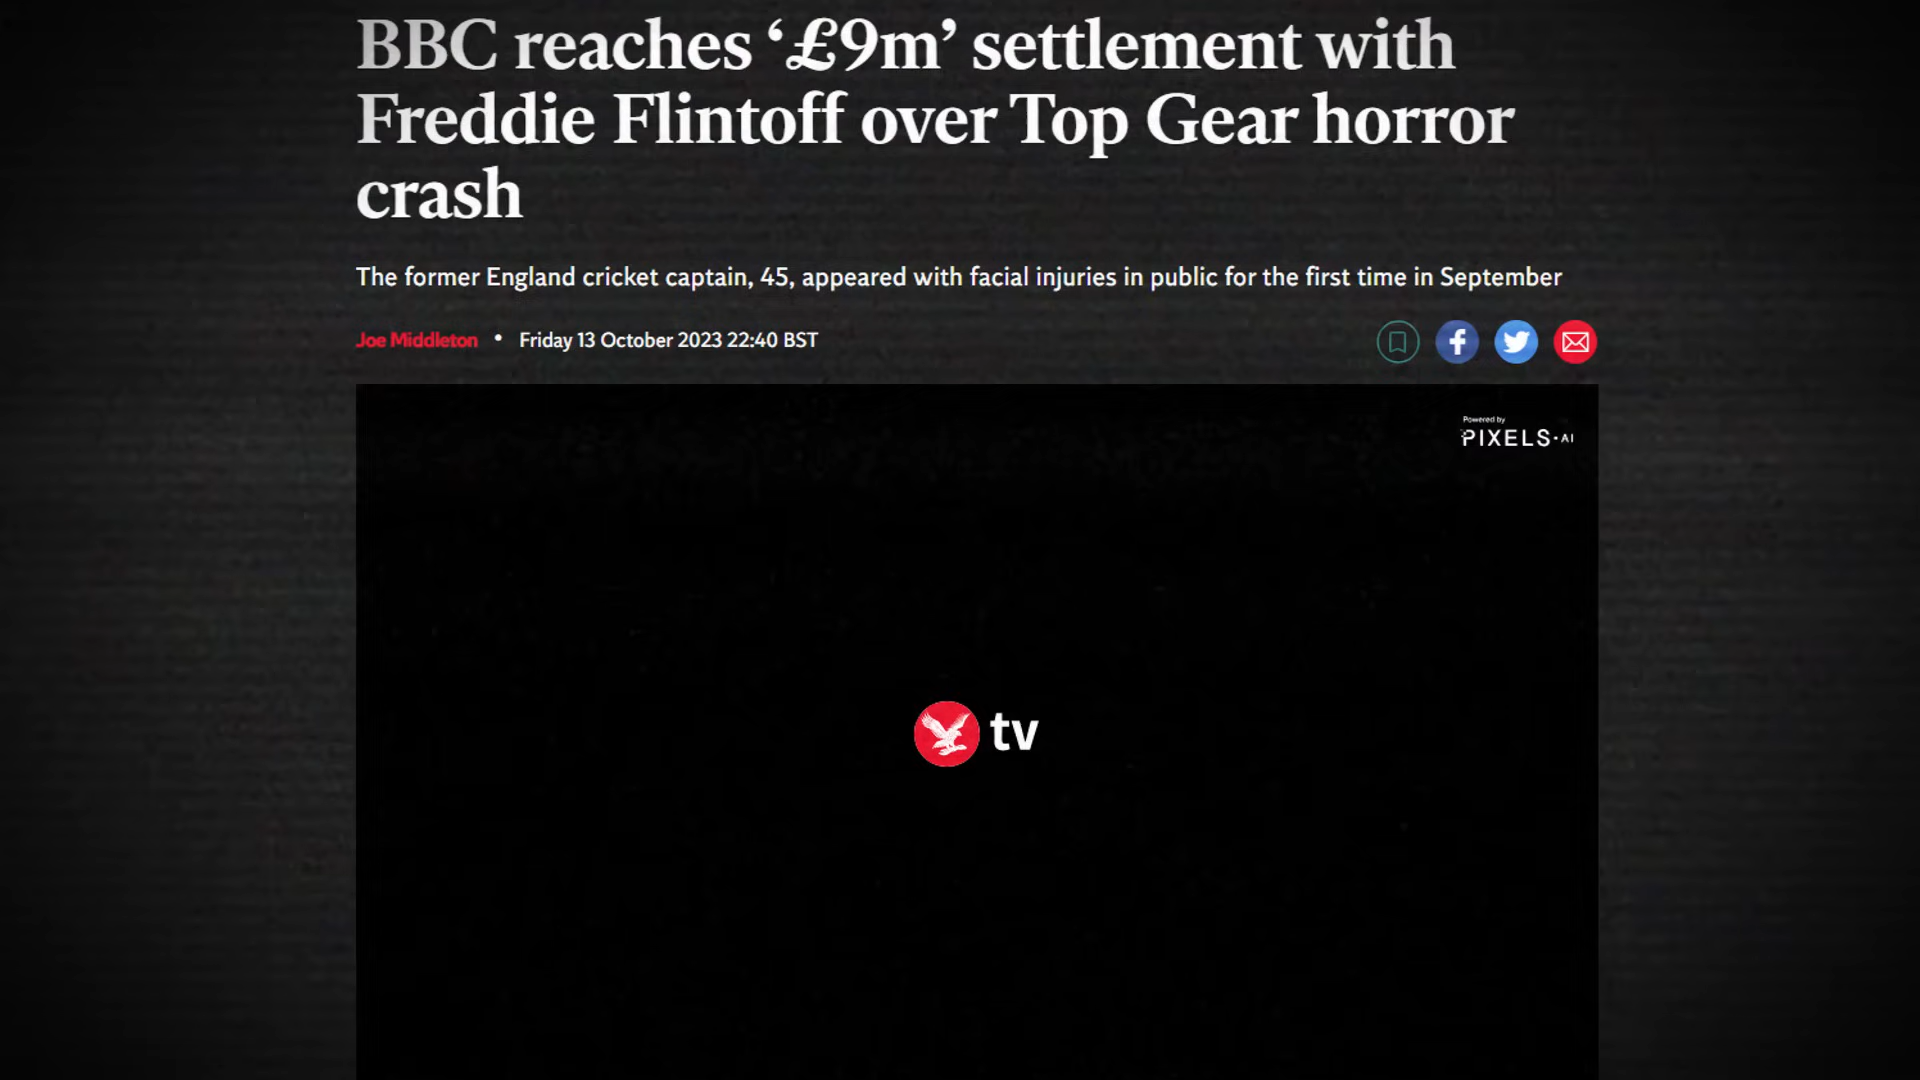 BBC reaches ‘£9m’ settlement with
Freddie Flintoff over Top Gear horror
crash
The former England cricket captain, 45, appeared with facial injuries in public for the first time in September
Joe Middleton • Friday 13 October 2023 22:40 BST
Powered by
PIXELS·AI
tv